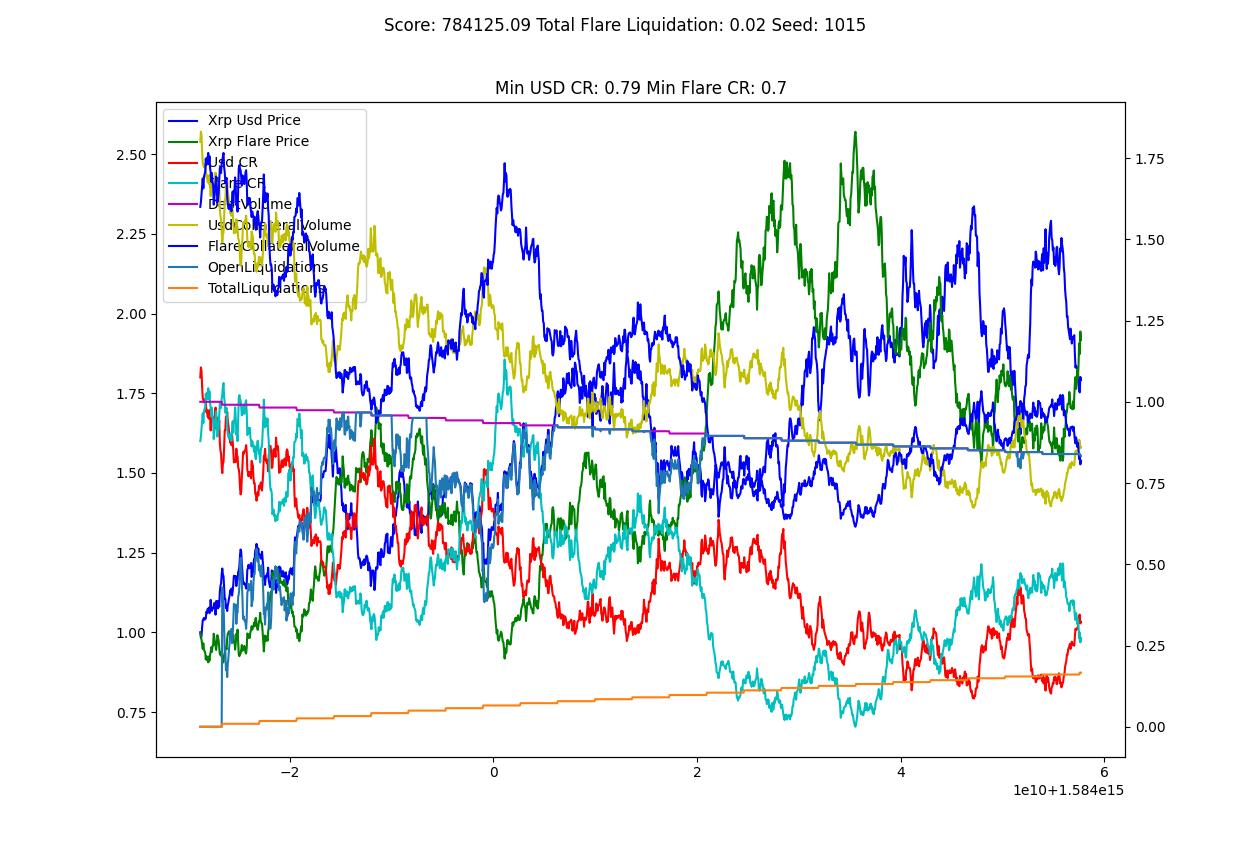 Score: 784125.09 Total Flare Liquidation: 0.02 Seed: 1015
Min USD CR: 0.79 Min Flare CR: 0.7
Xrp Usd Price
Xrp Flare Price
Usd CR
Flare CR
DebtVolume
UsdCollateralVolume
FlareCollateralVolume
OpenLiquidations
TotalLiquidations
2.50
2.25
2.00
1.75
1.50
1.25
1.00
0.75
1.75
1.50
1.25
1.00
0.75
0.50
0.25
0.00
−2 0 2 4 6
1e10+1.584e15